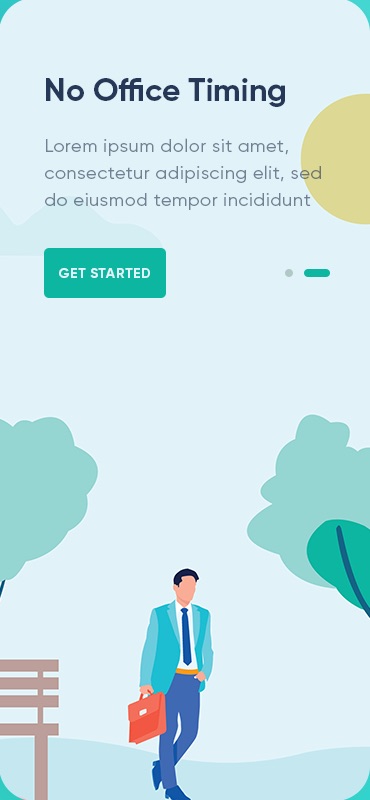 No Office Timing
Lorem ipsum dolor sit amet,
consectetur adipiscing elit, sed
do eiusmod tempor incididunt
GET STARTED